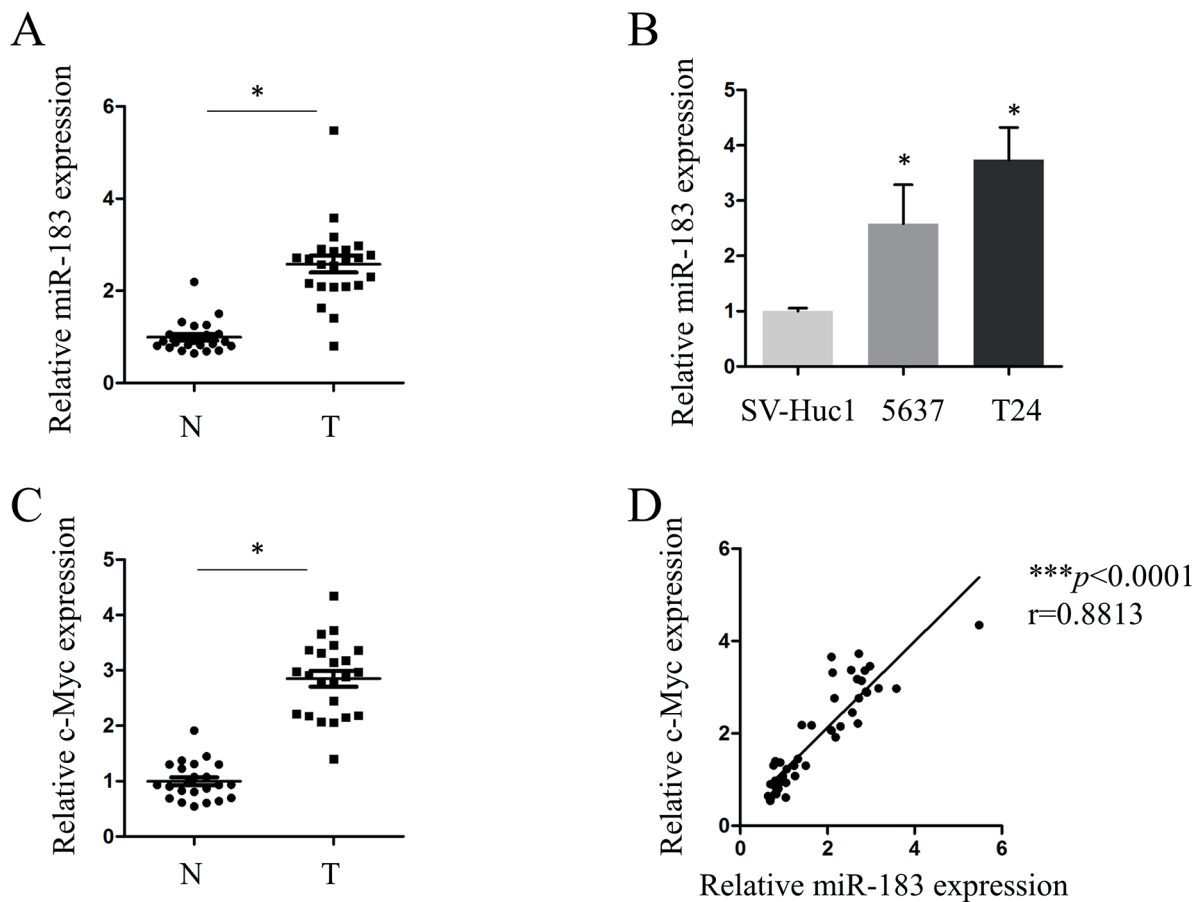 A
Relative miR-183 expression
6
4
2
0
*
N
T
B
Relative miR-183 expression
5
4
3
2
1
0
*
*
SV-Huc1
5637
T24
C
Relative c-Myc expression
5
4
3
2
1
0
*
N
T
D
Relative c-Myc expression
6
4
2
0
***p<0.0001
r=0.8813
0
2
4
6
Relative miR-183 expression